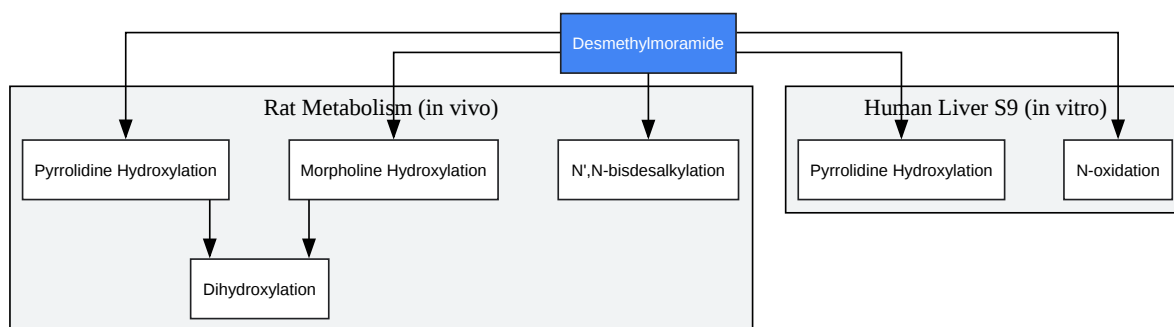 Desmethylmoramide
Rat Metabolism (in vivo)
Human Liver S9 (in vitro)
Pyrrolidine Hydroxylation
Morpholine Hydroxylation
N',N-bisdesalkylation
Pyrrolidine Hydroxylation
N-oxidation
Dihydroxylation